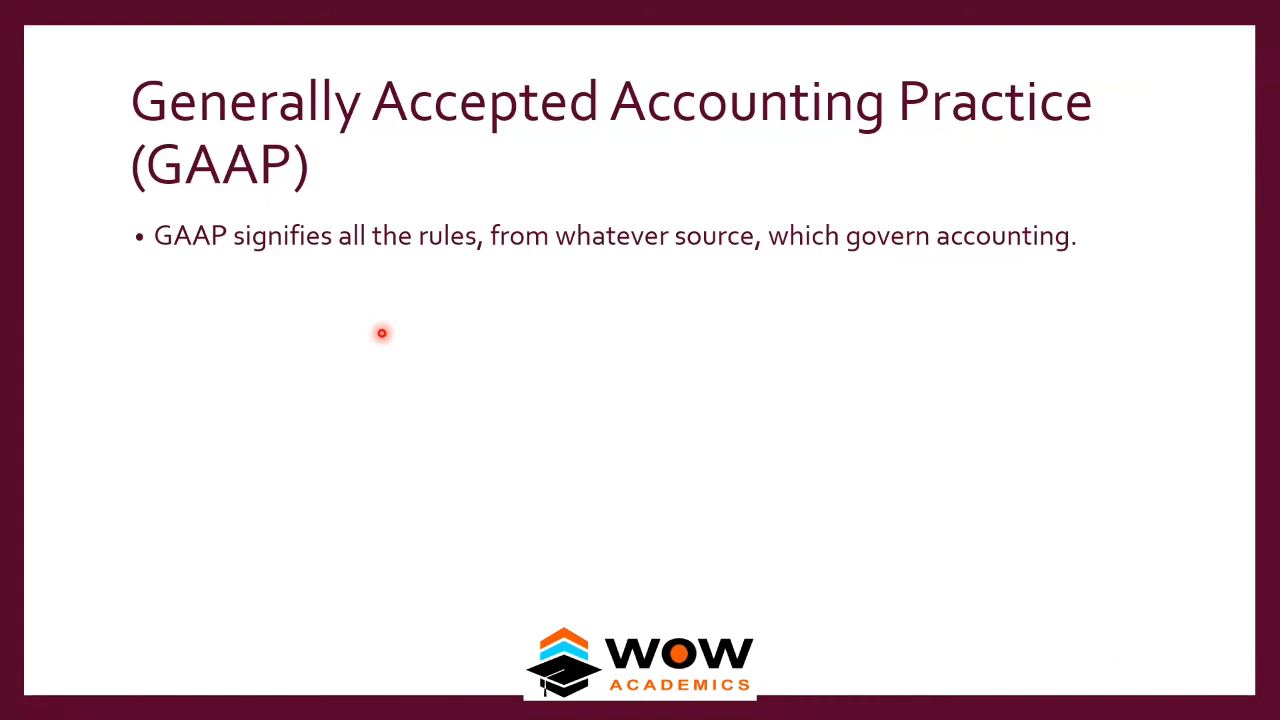 Generally Accepted Accounting Practice
(GAAP)
• GAAP signifies all the rules, from whatever source, which govern accounting.
WOW
ACADEMICS